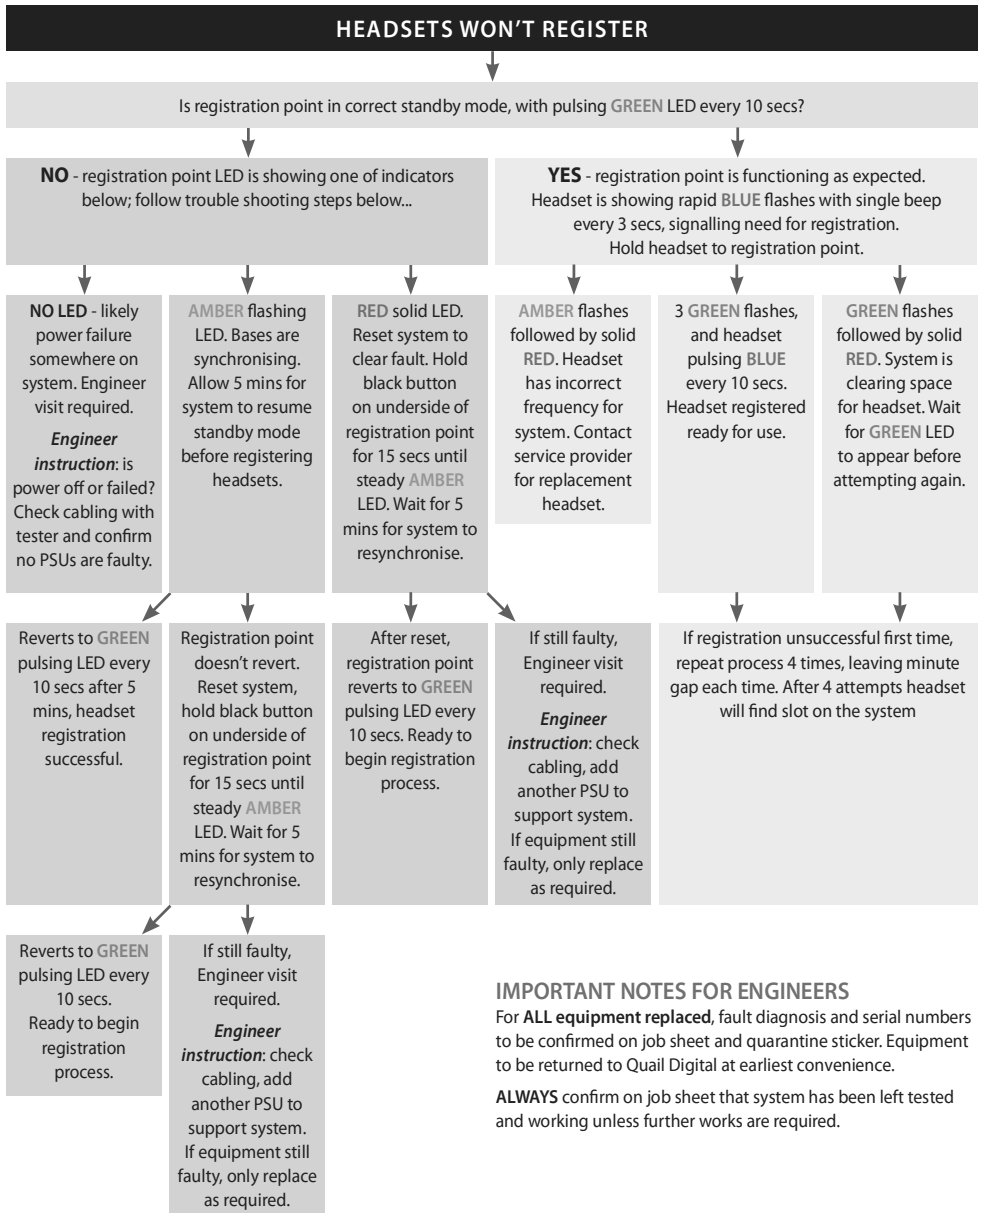 HEADSETS WON'T REGISTER
Is registration point in correct standby mode, with pulsing GREEN LED every 10 secs?
NO - registration point LED is showing one of indicators
below; follow trouble shooting steps below...
YES - registration point is functioning as expected.
Headset is showing rapid BLUE flashes with single beep
every 3 secs, signalling need for registration.
Hold headset to registration point.
NO LED - likely
power failure
somewhere on
system. Engineer
visit required.
Engineer
instruction: is
power off or failed?
Check cabling with
tester and confirm
no PSUs are faulty.
AMBER flashing
LED. Bases are
synchronising.
Allow 5 mins for
system to resume
standby mode
before registering
headsets.
RED solid LED.
Reset system to
clear fault. Hold
black button
on underside of
registration point
for 15 secs until
steady AMBER
LED. Wait for 5
mins for system to
resynchronise.
AMBER flashes
followed by solid
RED. Headset
has incorrect
frequency for
system. Contact
service provider
for replacement
headset.
3 GREEN flashes,
and headset
pulsing BLUE
every 10 secs.
Headset registered
ready for use.
GREEN flashes
followed by solid
RED. System is
clearing space
for headset. Wait
for GREEN LED
to appear before
attempting again.
Reverts to GREEN
pulsing LED every
10 secs after 5
mins, headset
registration
successful.
Registration point
doesn't revert.
Reset system,
hold black button
on underside of
registration point
for 15 secs until
steady AMBER
LED. Wait for 5
mins for system to
resynchronise.
After reset,
registration point
reverts to GREEN
pulsing LED every
10 secs. Ready to
begin registration
process.
If still faulty,
Engineer visit
required.
Engineer
instruction: check
cabling, add
another PSU to
support system.
If equipment still
faulty, only replace
as required.
If registration unsuccessful first time,
repeat process 4 times, leaving minute
gap each time. After 4 attempts headset
will find slot on the system
Reverts to GREEN
pulsing LED every
10 secs.
Ready to begin
registration
process.
If still faulty,
Engineer visit
required.
Engineer
instruction: check
cabling, add
another PSU to
support system.
If equipment still
faulty, only replace
as required.
IMPORTANT NOTES FOR ENGINEERS
For ALL equipment replaced, fault diagnosis and serial numbers
to be confirmed on job sheet and quarantine sticker. Equipment
to be returned to Quail Digital at earliest convenience.
ALWAYS confirm on job sheet that system has been left tested
and working unless further works are required.